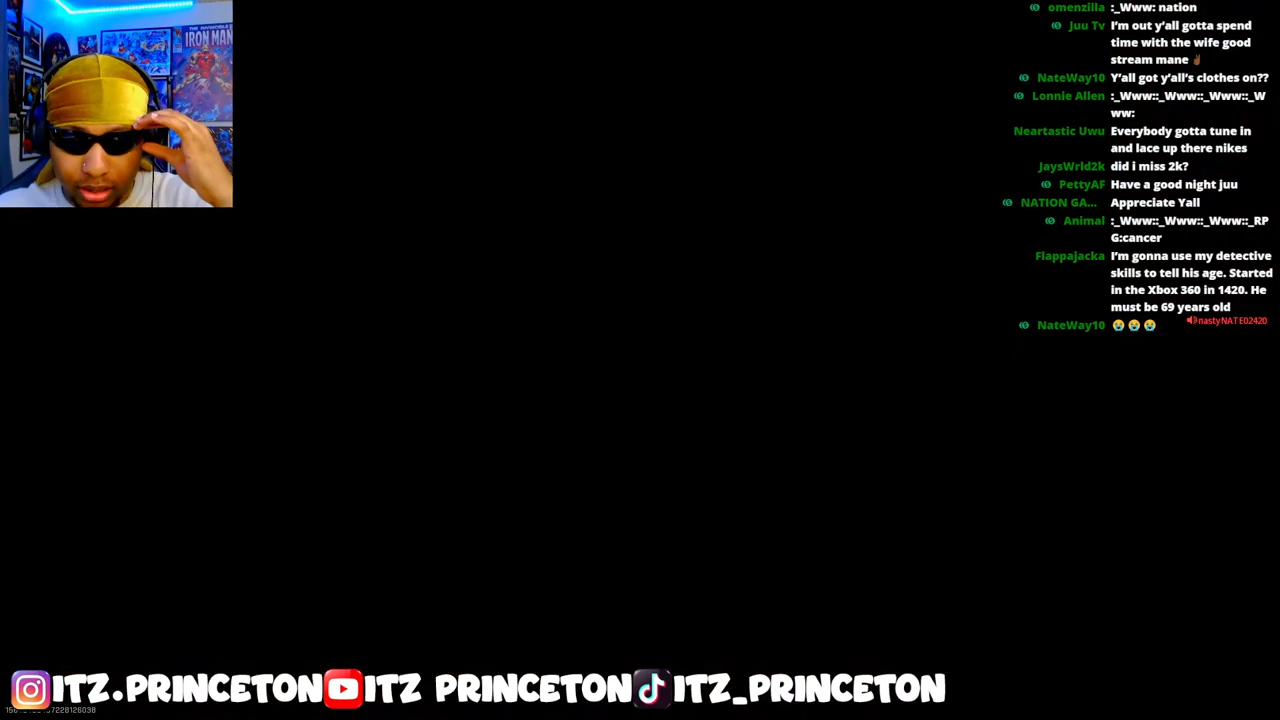 THE INVINCIBLE
IRON MAN
omenzilla :_Www: nation
Juu Tv I’m out y’all gotta spend
time with the wife good
stream mane ✌🏾
NateWay10 Y’all got y’all’s clothes on??
Lonnie Allen :_Www::_Www::_Www::_W
ww:
Neartastic Uwu Everybody gotta tune in
and lace up there nikes
JaysWrld2k did i miss 2k?
PettyAF Have a good night juu
NATION GA... Appreciate Yall
Animal :_Www::_Www::_Www::_RP
G:cancer
Flappajacka I’m gonna use my detective
skills to tell his age. Started
in the Xbox 360 in 1420. He
must be 69 years old
NateWay10 😭😭😭
nastyNATE02420
ITZ.PRINCETON ITZ PRINCETON ITZ_PRINCETON